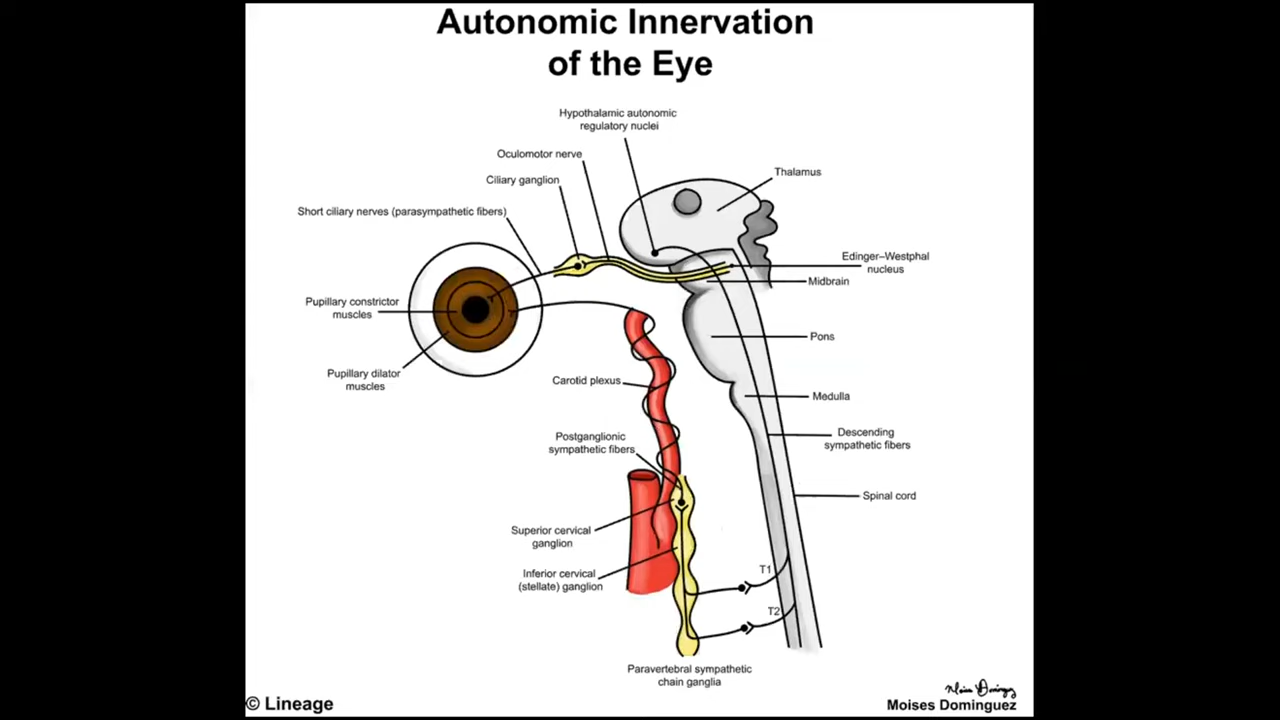 Autonomic Innervation
of the Eye
Hypothalamic autonomic
regulatory nuclei
Oculomotor nerve
Thalamus
Ciliary ganglion
Short ciliary nerves (parasympathetic fibers)
Edinger–Westphal
nucleus
Midbrain
Pupillary constrictor
muscles
Pons
Pupillary dilator
muscles
Carotid plexus
Medulla
Postganglionic
sympathetic fibers
Descending
sympathetic fibers
Spinal cord
Superior cervical
ganglion
Inferior cervical
(stellate) ganglion
T1
T2
Paravertebral sympathetic
chain ganglia
© Lineage
Moises Dominguez
Moises Dominguez